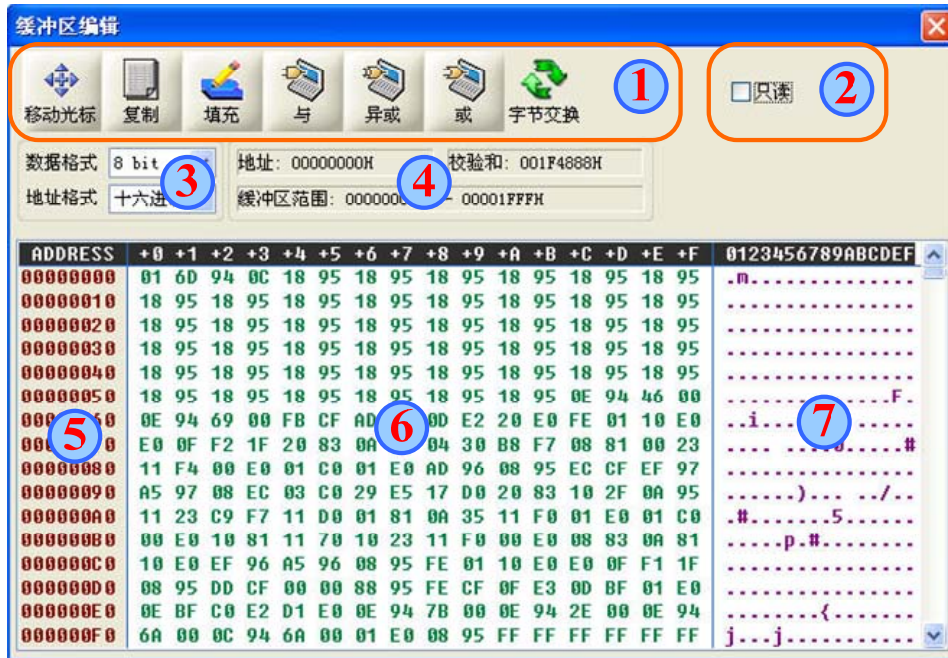 缓冲区编辑
移动光标 复制 填充 与 异或 或 字节交换 1 只读 2
数据格式 8 bit 3 地址: 00000000H 4 校验和: 001F4888H
地址格式 十六进 缓冲区范围: - 00001FFFH
ADDRESS +0 +1 +2 +3 +4 +5 +6 +7 +8 +9 +A +B +C +D +E +F 0123456789ABCDEF
00000000 01 6D 94 0C 18 95 18 95 18 95 18 95 18 95 18 95 .m..............
00000010 18 95 18 95 18 95 18 95 18 95 18 95 18 95 18 95 ................
00000020 18 95 18 95 18 95 18 95 18 95 18 95 18 95 18 95 ................
00000030 18 95 18 95 18 95 18 95 18 95 18 95 18 95 18 95 ................
00000040 18 95 18 95 18 95 18 95 18 95 18 95 18 95 18 95 ................
00000050 18 95 18 95 18 95 18 95 18 95 18 95 0E 94 46 00 ..............F.
5 0E 94 69 00 FB CF AD 6 0D E2 20 E0 FE 01 10 E0 ..i. 7
E0 0F F2 1F 20 83 0A 04 30 B8 F7 08 81 00 23 #
00000080 11 F4 00 E0 01 C0 01 E0 AD 96 08 95 EC CF EF 97 ................
00000090 A5 97 08 EC 03 C0 29 E5 17 D0 20 83 10 2F 0A 95 ......)... ../..
000000A0 11 23 C9 F7 11 D0 01 81 0A 35 11 F0 01 E0 01 C0 .#.......5......
000000B0 00 E0 10 81 11 70 10 23 11 F0 00 E0 08 83 0A 81 .....p.#........
000000C0 10 E0 EF 96 A5 96 08 95 FE 01 10 E0 E0 0F F1 1F ................
000000D0 08 95 DD CF 00 00 88 95 FE CF 0F E3 0D BF 01 E0 ................
000000E0 0E BF C0 E2 D1 E0 0E 94 7B 00 0E 94 2E 00 0E 94 ........{.......
000000F0 6A 00 0C 94 6A 00 01 E0 08 95 FF FF FF FF FF FF j...j...........